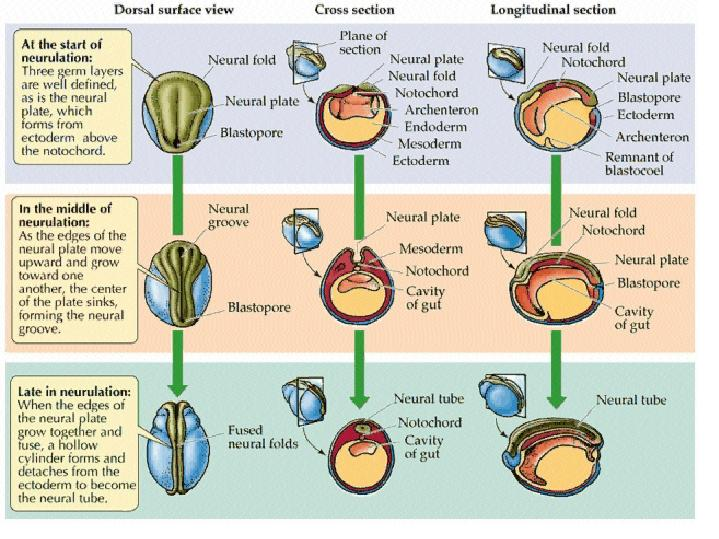 Dorsal surface view
Cross section
Longitudinal section
At the start of
neurulation:
Three germ layers
are well defined,
as is the neural
plate, which
forms from
ectoderm above
the notochord.
Neural fold
Neural plate
Blastopore
Plane of
section
Neural plate
Neural fold
Notochord
Archenteron
Endoderm
Mesoderm
Ectoderm
Neural fold
Notochord
Neural plate
Blastopore
Ectoderm
Archenteron
Remnant of
blastocoel
In the middle of
neurulation:
As the edges of the
neural plate move
upward and grow
toward one
another, the center
of the plate sinks,
forming the neural
groove.
Neural
groove
Blastopore
Neural plate
Mesoderm
Notochord
Cavity
of gut
Neural fold
Notochord
Neural plate
Blastopore
Cavity
of gut
Late in neurulation:
When the edges of
the neural plate
grow together and
fuse, a hollow
cylinder forms and
detaches from the
ectoderm to become
the neural tube.
Fused
neural folds
Neural tube
Notochord
Cavity
of gut
Neural tube